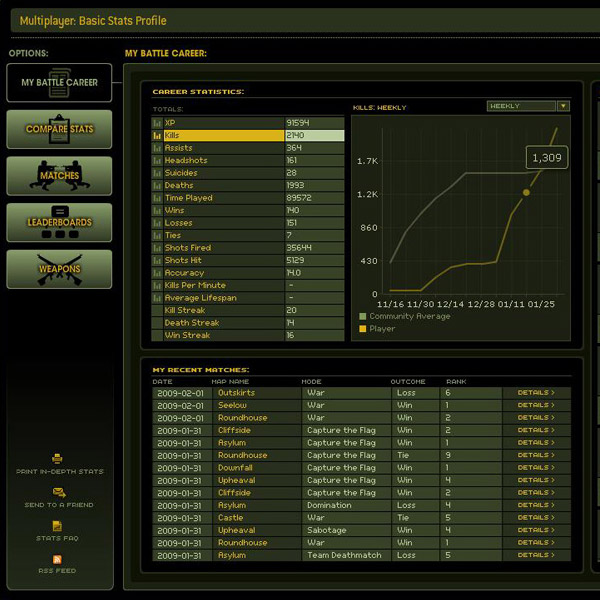 Multiplayer: Basic Stats Profile
OPTIONS:
MY BATTLE CAREER
COMPARE STATS
MATCHES
LEADERBOARDS
WEAPONS
PRINT IN-DEPTH STATS
SEND TO A FRIEND
STATS FAQ
RSS FEED
MY BATTLE CAREER:
CAREER STATISTICS:
TOTALS:
XP 91594
Kills 2140
Assists 364
Headshots 161
Suicides 28
Deaths 1993
Time Played 89572
Wins 140
Losses 151
Ties 7
Shots Fired 35644
Shots Hit 5129
Accuracy 14.0
Kills Per Minute -
Average Lifespan -
Kill Streak 20
Death Streak 14
Win Streak 16
KILLS: WEEKLY
WEEKLY
1,309
1.7K
1.2K
860
430
0
11/16 11/30 12/14 12/28 01/11 01/25
Community Average
Player
MY RECENT MATCHES:
DATE MAP NAME MODE OUTCOME RANK
2009-02-01 Outskirts War Loss 6 DETAILS >
2009-02-01 Seelow War Win 1 DETAILS >
2009-02-01 Roundhouse War Win 2 DETAILS >
2009-01-31 Cliffside Capture the Flag Win 2 DETAILS >
2009-01-31 Asylum Capture the Flag Win 1 DETAILS >
2009-01-31 Roundhouse Capture the Flag Tie 9 DETAILS >
2009-01-31 Downfall Capture the Flag Win 1 DETAILS >
2009-01-31 Upheaval Capture the Flag Win 4 DETAILS >
2009-01-31 Cliffside Capture the Flag Win 2 DETAILS >
2009-01-31 Asylum Domination Loss 4 DETAILS >
2009-01-31 Castle War Tie 5 DETAILS >
2009-01-31 Upheaval Sabotage Win 4 DETAILS >
2009-01-31 Roundhouse War Win 1 DETAILS >
2009-01-31 Asylum Team Deathmatch Loss 5 DETAILS >